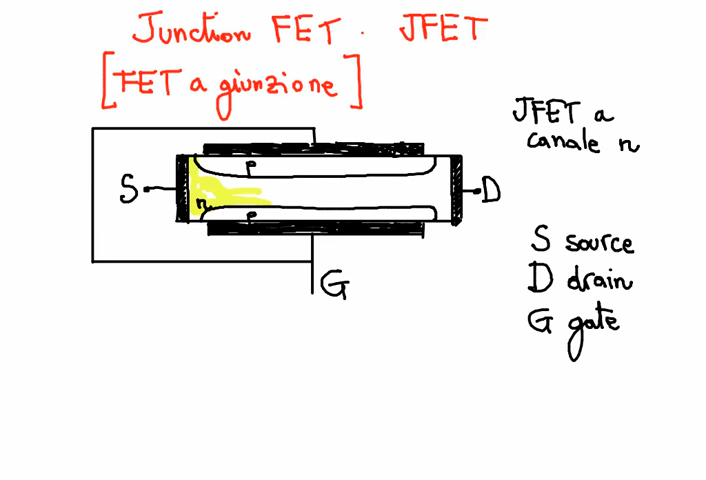 Junction FET. JFET
[FET a giunzione]
JFET a
canale n
P
S
D
n
P
G
S source
D drain
G gate